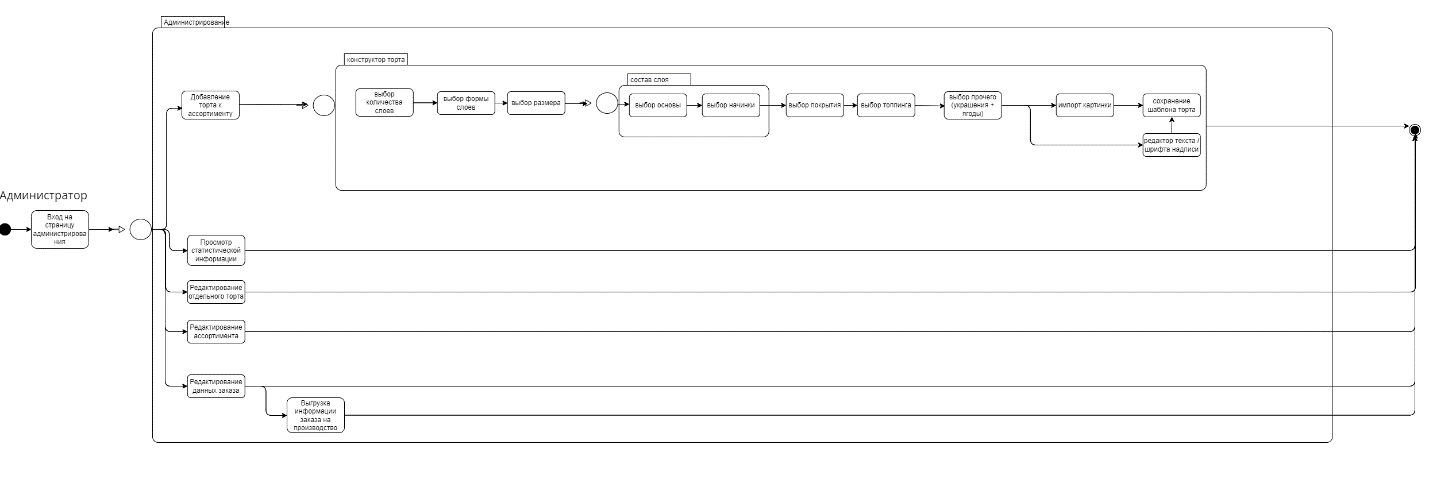 Администрирование
конструктор торта
состав слоя
Добавление
торта к
ассортименту
выбор
количества
слоев
выбор формы
слоев
выбор размера
выбор основы
выбор начинки
выбор покрытия
выбор топпинга
выбор прочего
(украшения +
ягоды)
импорт картинки
сохранение
шаблона торта
редактор текста /
шрифта надписи
Администратор
Вход на
страницу
администрирова
ния
Просмотр
статистической
информации
Редактирование
отдельного торта
Редактирование
ассортимента
Редактирование
данных заказа
Выгрузка
информации
заказа на
производство